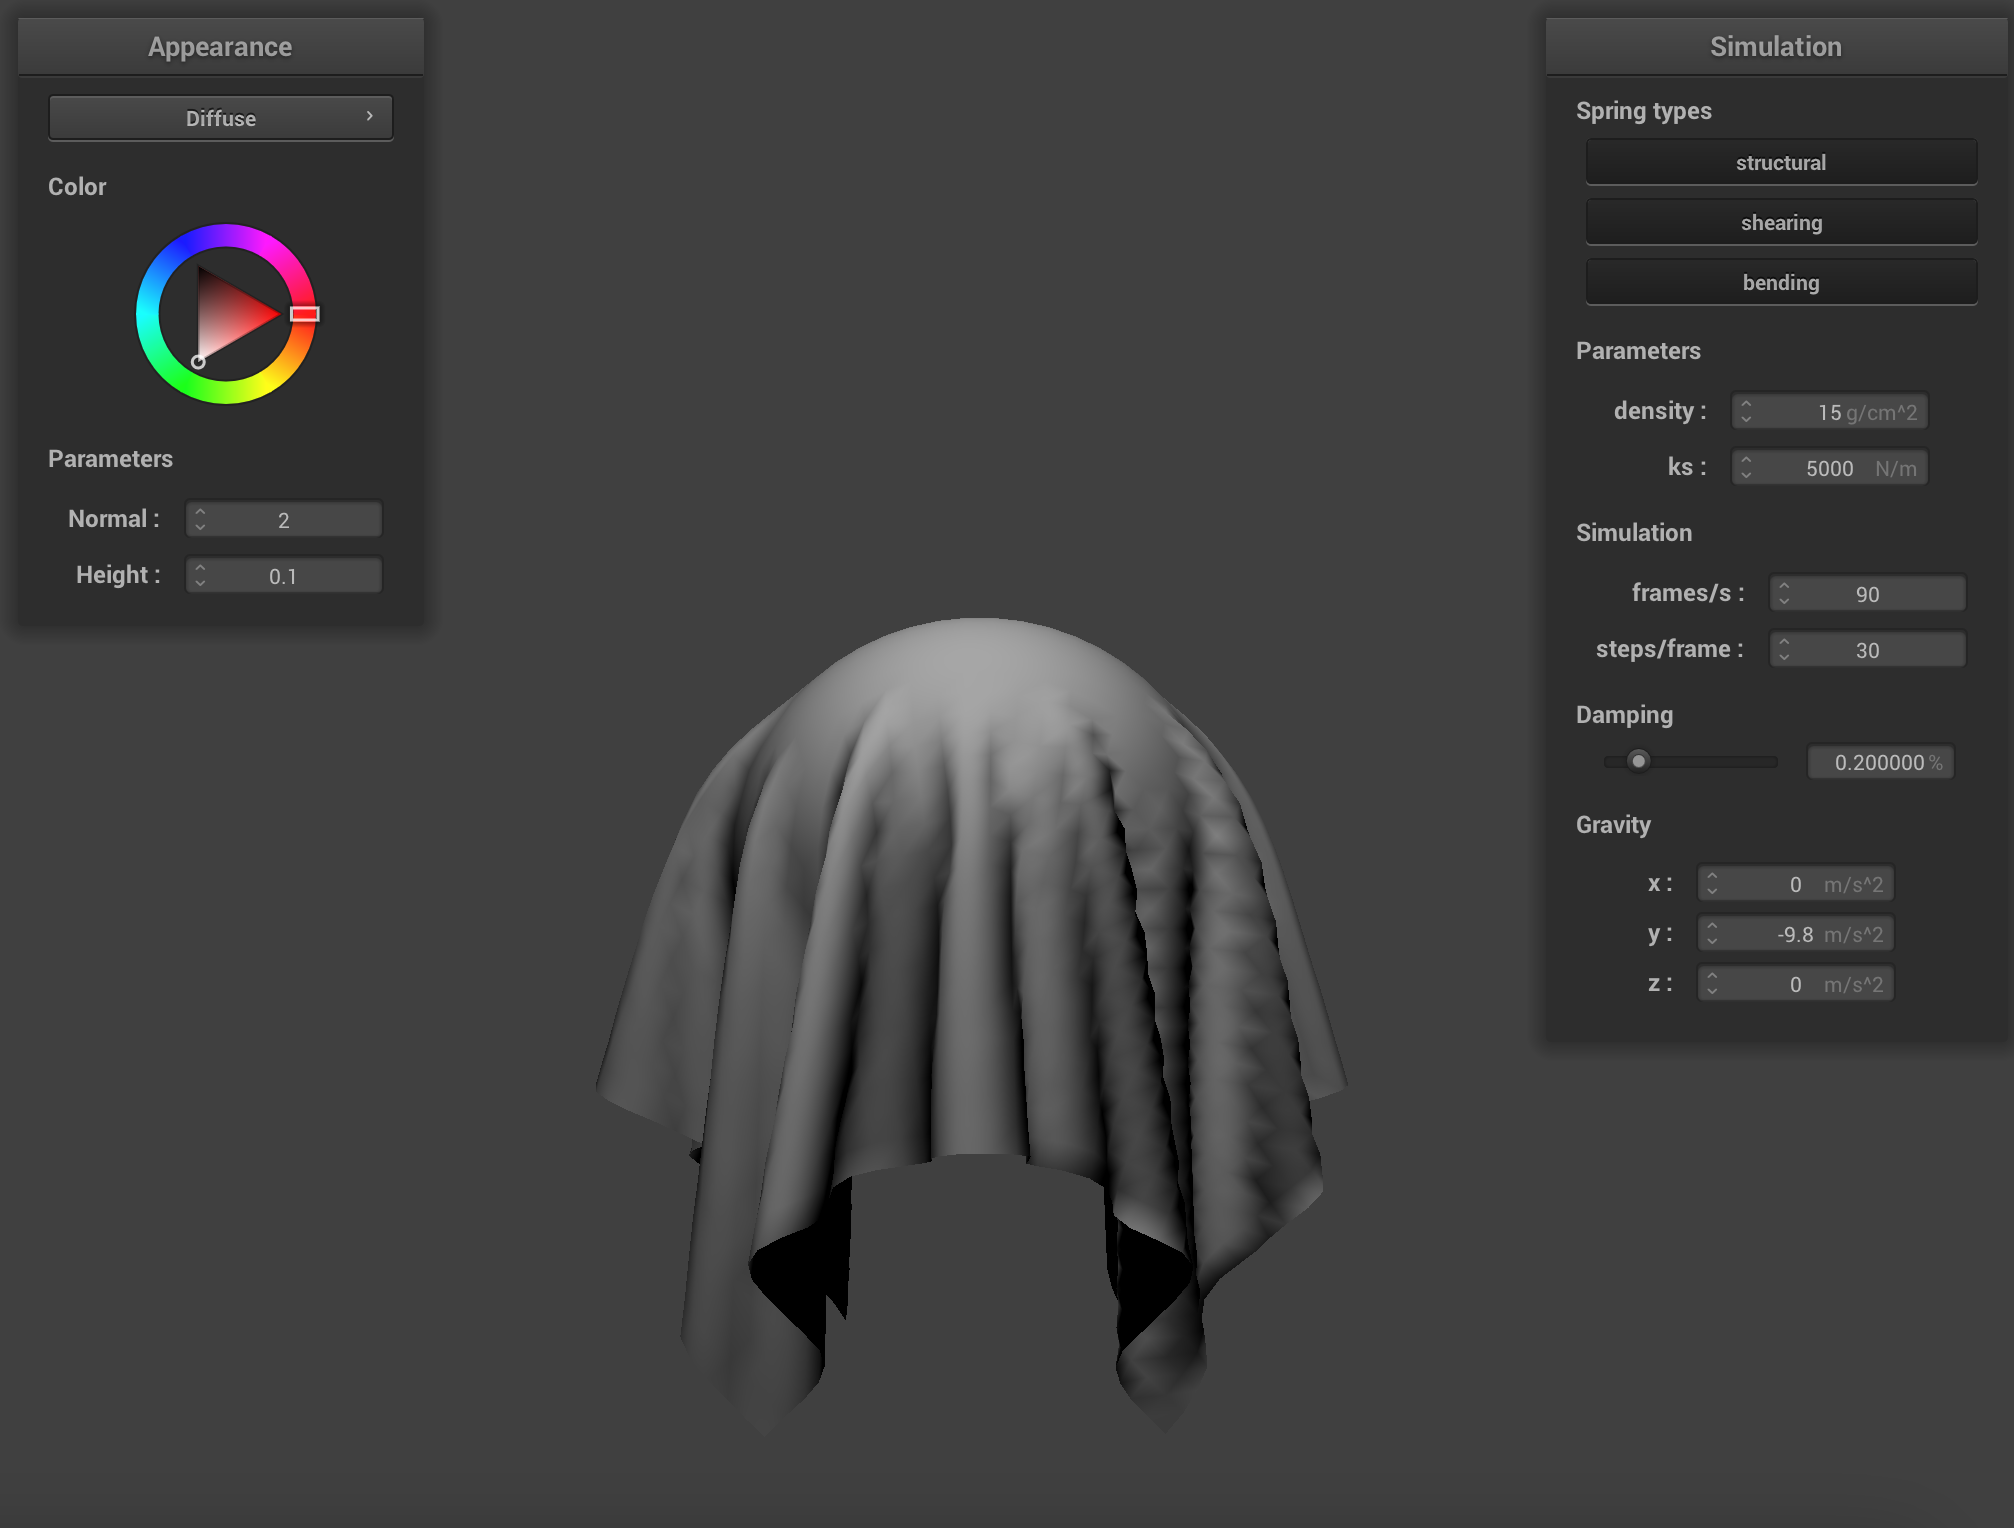 Appearance
Diffuse
Color
Parameters
Normal : 2
Height : 0.1
Simulation
Spring types
structural
shearing
bending
Parameters
density : 15 g/cm^2
ks : 5000 N/m
Simulation
frames/s : 90
steps/frame : 30
Damping
0.200000 %
Gravity
x : 0 m/s^2
y : -9.8 m/s^2
z : 0 m/s^2